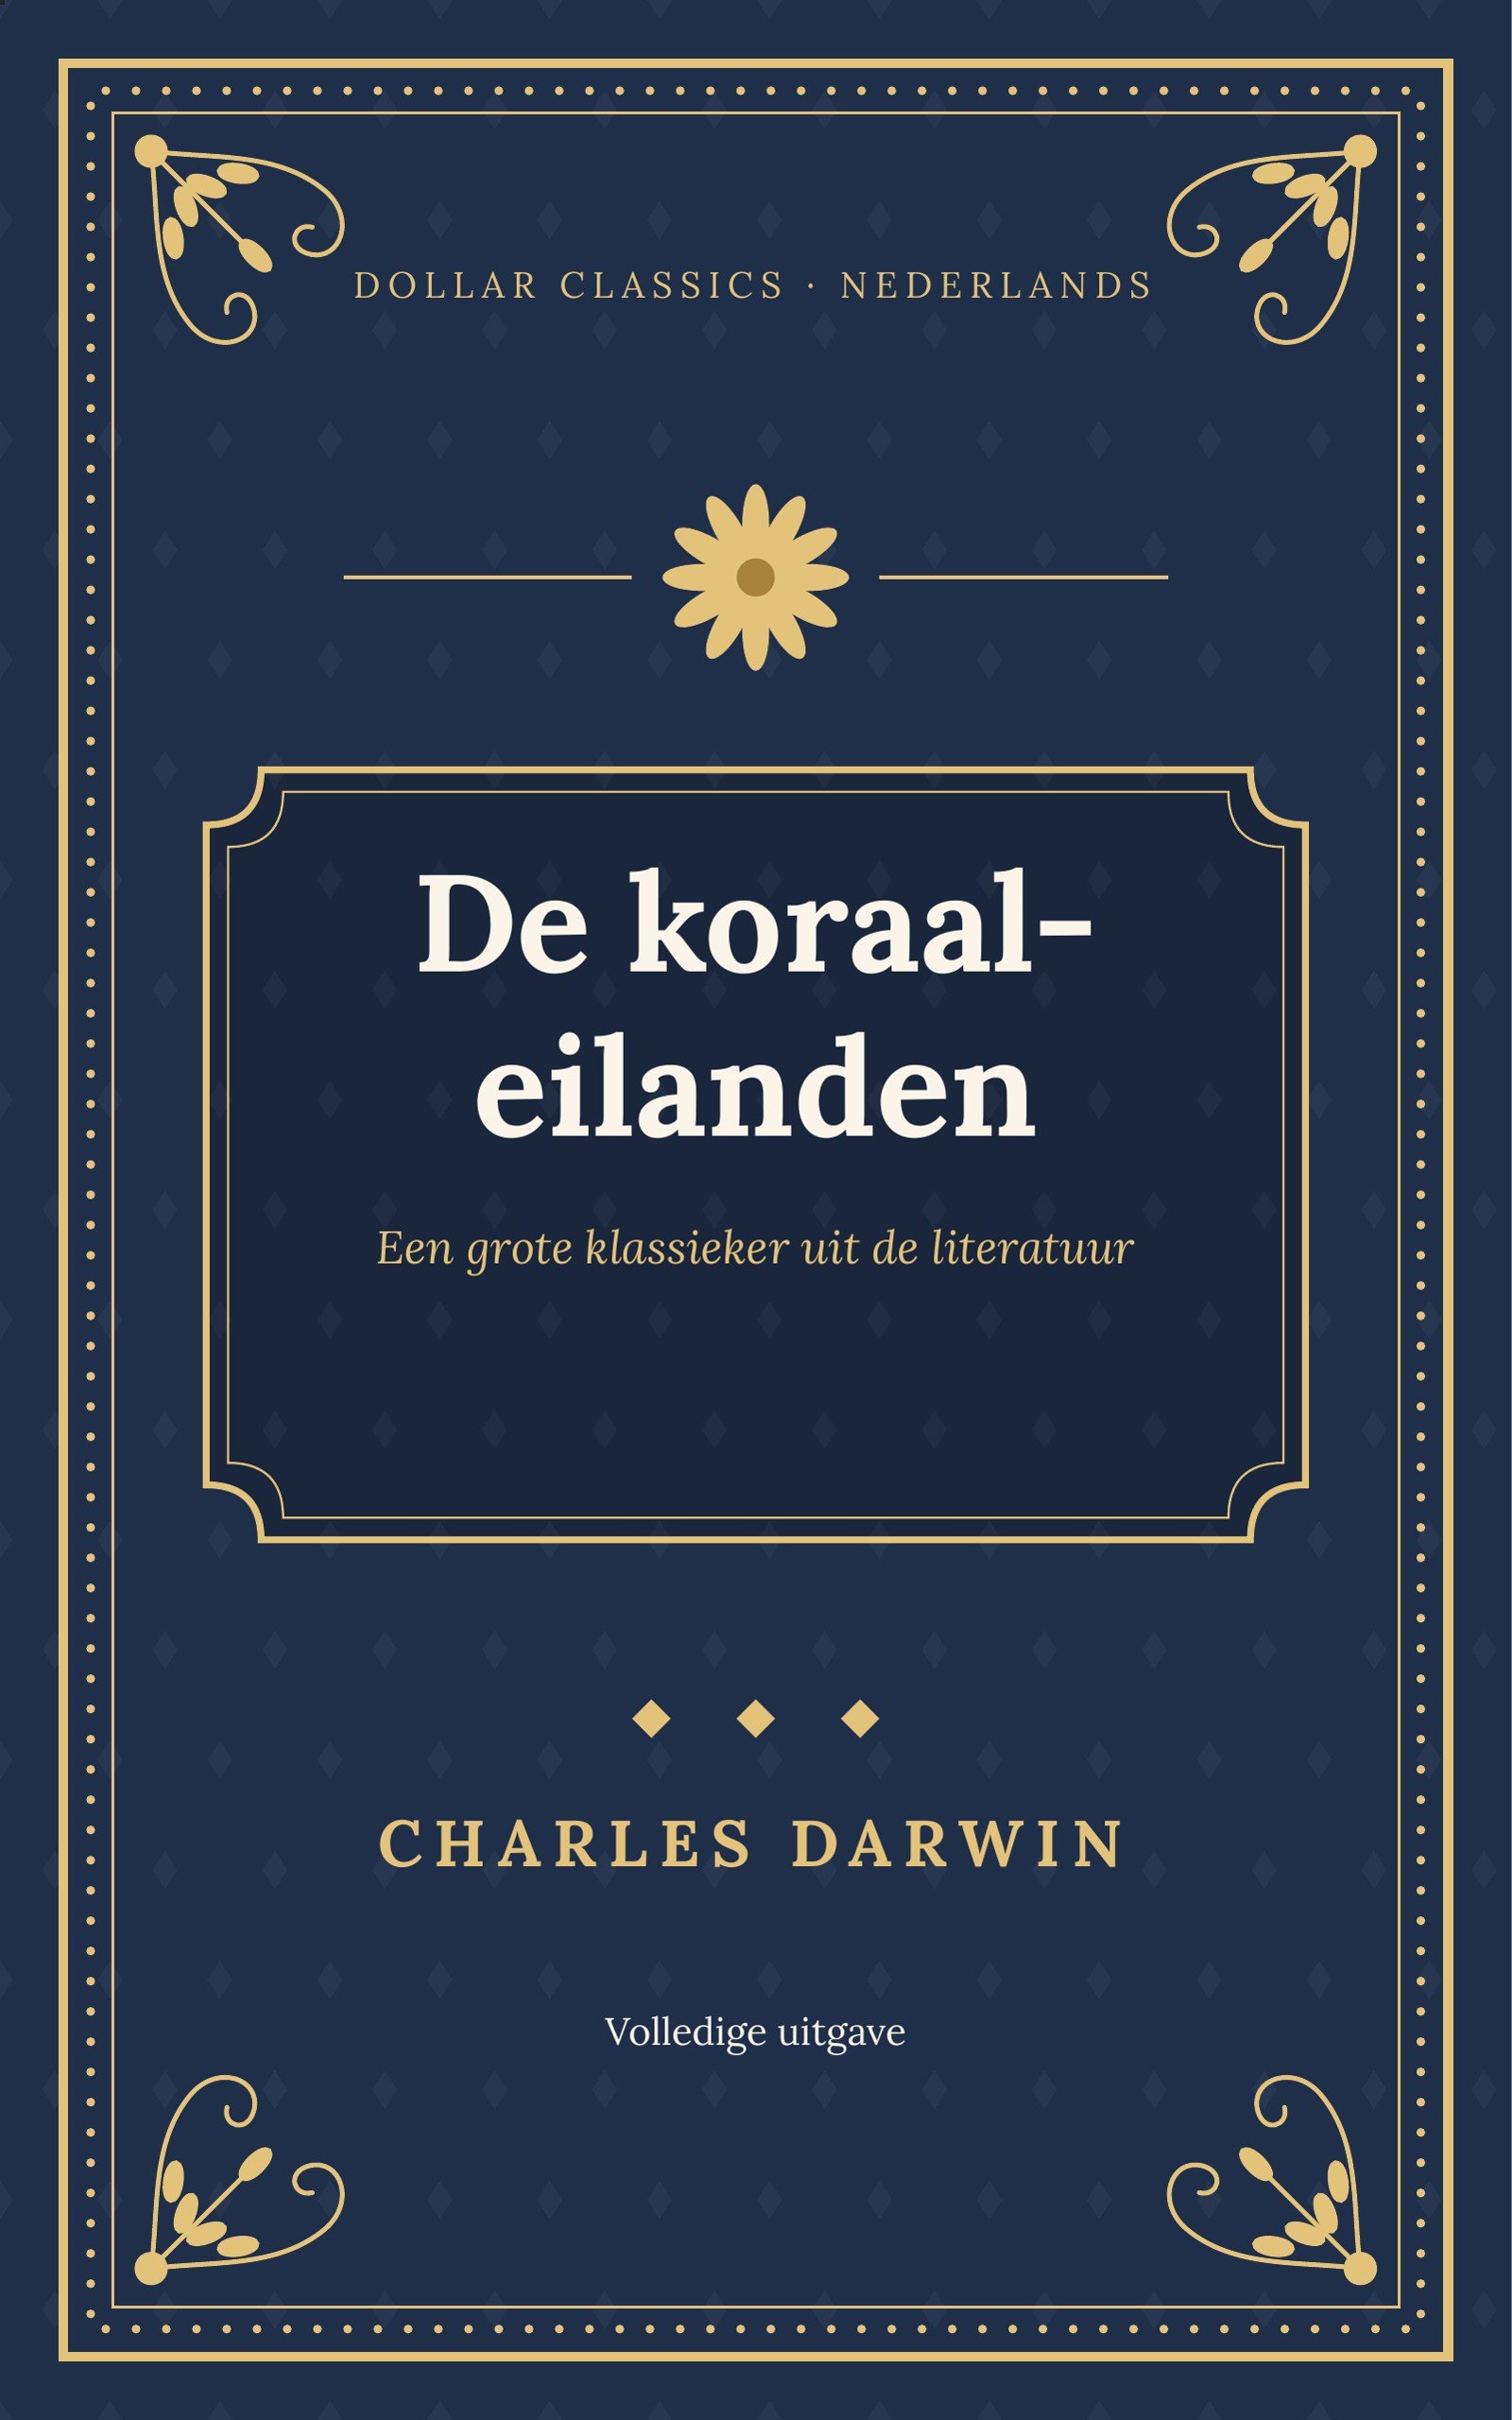 DOLLAR CLASSICS · NEDERLANDS
De koraal-
eilanden
Een grote klassieker uit de literatuur
CHARLES DARWIN
Volledige uitgave